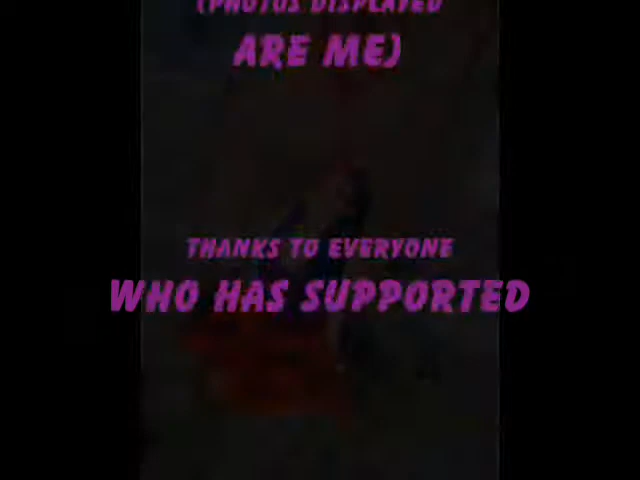 (PHOTOS DISPLAYED
ARE ME)
THANKS TO EVERYONE
WHO HAS SUPPORTED